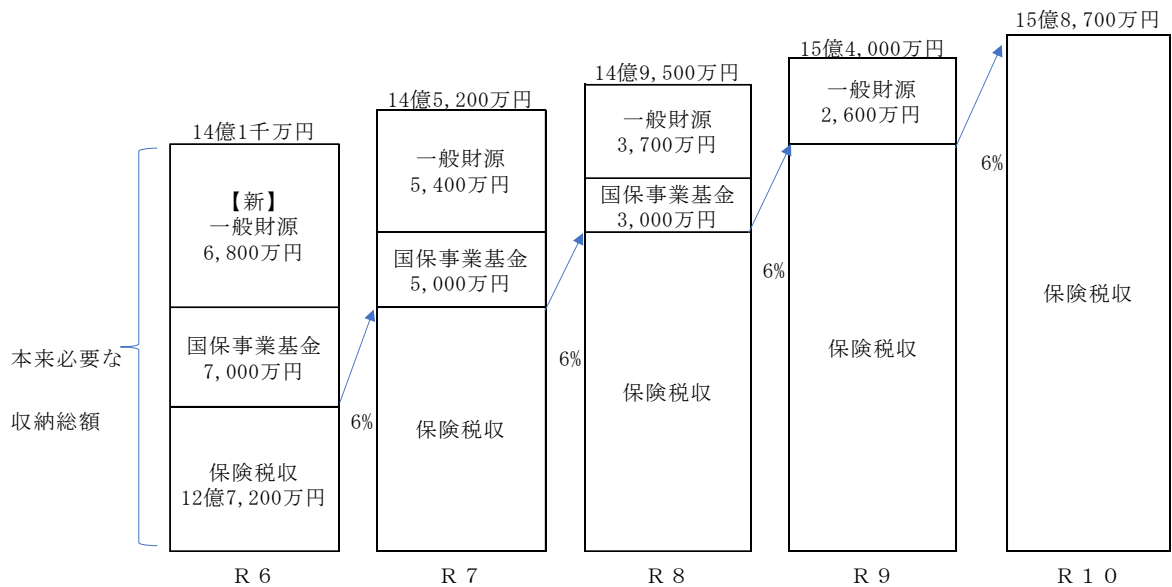 14億1千万円
【新】
一般財源
6,800万円
国保事業基金
7,000万円
保険税収
12億7,200万円
R6
本来必要な
収納総額
6%
14億5,200万円
一般財源
5,400万円
国保事業基金
5,000万円
保険税収
R7
6%
14億9,500万円
一般財源
3,700万円
国保事業基金
3,000万円
保険税収
R8
6%
15億4,000万円
一般財源
2,600万円
保険税収
R9
6%
15億8,700万円
保険税収
R10